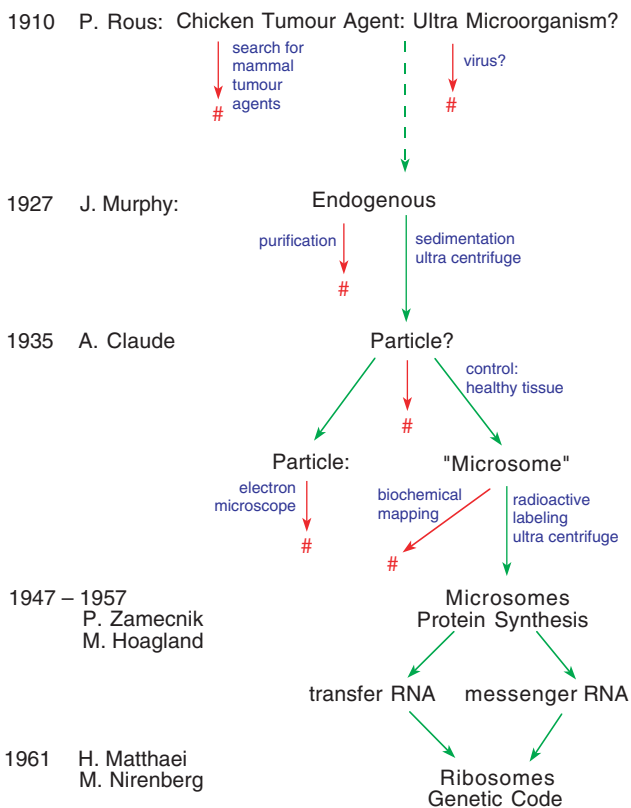 1910 P. Rous: Chicken Tumour Agent: Ultra Microorganism?
search for
mammal
tumour
agents
#
virus?
#
1927 J. Murphy:
Endogenous
purification
#
sedimentation
ultra centrifuge
1935 A. Claude
Particle?
control:
healthy tissue
#
Particle:
"Microsome"
electron
microscope
#
biochemical
mapping
#
radioactive
labeling
ultra centrifuge
1947 – 1957
P. Zamecnik
M. Hoagland
Microsomes
Protein Synthesis
transfer RNA
messenger RNA
1961 H. Matthaei
M. Nirenberg
Ribosomes
Genetic Code